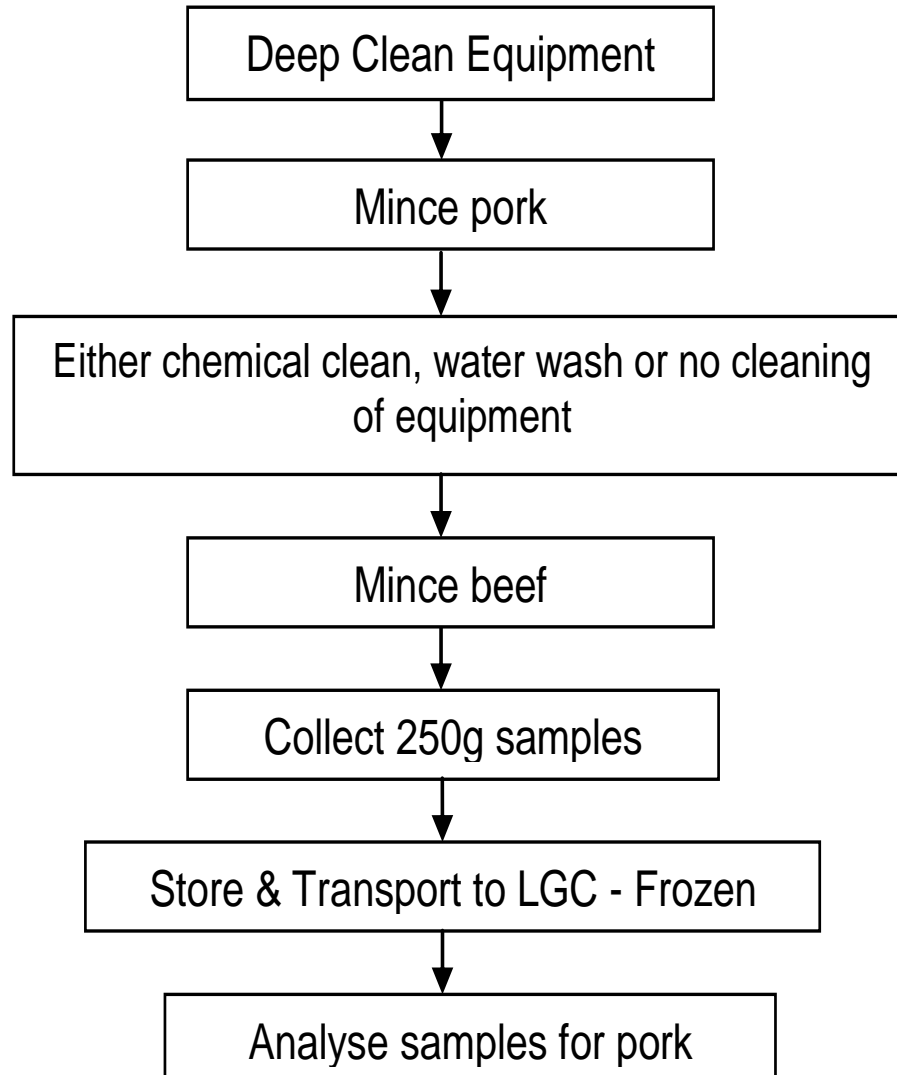 Deep Clean Equipment
Mince pork
Either chemical clean, water wash or no cleaning
of equipment
Mince beef
Collect 250g samples
Store & Transport to LGC - Frozen
Analyse samples for pork